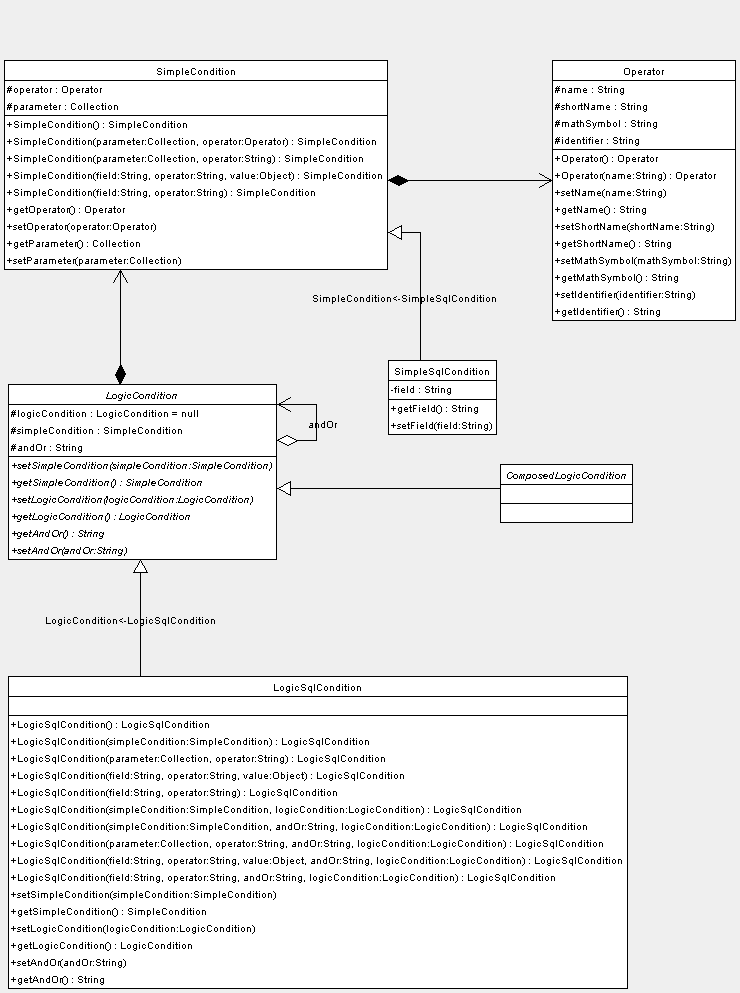 SimpleCondition
#operator : Operator
#parameter : Collection
+SimpleCondition() : SimpleCondition
+SimpleCondition(parameter:Collection, operator:Operator) : SimpleCondition
+SimpleCondition(parameter:Collection, operator:String) : SimpleCondition
+SimpleCondition(field:String, operator:String, value:Object) : SimpleCondition
+SimpleCondition(field:String, operator:String) : SimpleCondition
+getOperator() : Operator
+setOperator(operator:Operator)
+getParameter() : Collection
+setParameter(parameter:Collection)
Operator
#name : String
#shortName : String
#mathSymbol : String
#identifier : String
+Operator() : Operator
+Operator(name:String) : Operator
+setName(name:String)
+getName() : String
+setShortName(shortName:String)
+getShortName() : String
+setMathSymbol(mathSymbol:String)
+getMathSymbol() : String
+setIdentifier(identifier:String)
+getIdentifier() : String
SimpleCondition<-SimpleSqlCondition
SimpleSqlCondition
-field : String
+getField() : String
+setField(field:String)
LogicCondition
#logicCondition : LogicCondition = null
#simpleCondition : SimpleCondition
#andOr : String
+setSimpleCondition(simpleCondition:SimpleCondition)
+getSimpleCondition() : SimpleCondition
+setLogicCondition(logicCondition:LogicCondition)
+getLogicCondition() : LogicCondition
+getAndOr() : String
+setAndOr(andOr:String)
andOr
ComposedLogicCondition
LogicCondition<-LogicSqlCondition
LogicSqlCondition
+LogicSqlCondition() : LogicSqlCondition
+LogicSqlCondition(simpleCondition:SimpleCondition) : LogicSqlCondition
+LogicSqlCondition(parameter:Collection, operator:String) : LogicSqlCondition
+LogicSqlCondition(field:String, operator:String, value:Object) : LogicSqlCondition
+LogicSqlCondition(field:String, operator:String) : LogicSqlCondition
+LogicSqlCondition(simpleCondition:SimpleCondition, logicCondition:LogicCondition) : LogicSqlCondition
+LogicSqlCondition(simpleCondition:SimpleCondition, andOr:String, logicCondition:LogicCondition) : LogicSqlCondition
+LogicSqlCondition(parameter:Collection, operator:String, andOr:String, logicCondition:LogicCondition) : LogicSqlCondition
+LogicSqlCondition(field:String, operator:String, value:Object, andOr:String, logicCondition:LogicCondition) : LogicSqlCondition
+LogicSqlCondition(field:String, operator:String, andOr:String, logicCondition:LogicCondition) : LogicSqlCondition
+setSimpleCondition(simpleCondition:SimpleCondition)
+getSimpleCondition() : SimpleCondition
+setLogicCondition(logicCondition:LogicCondition)
+getLogicCondition() : LogicCondition
+setAndOr(andOr:String)
+getAndOr() : String